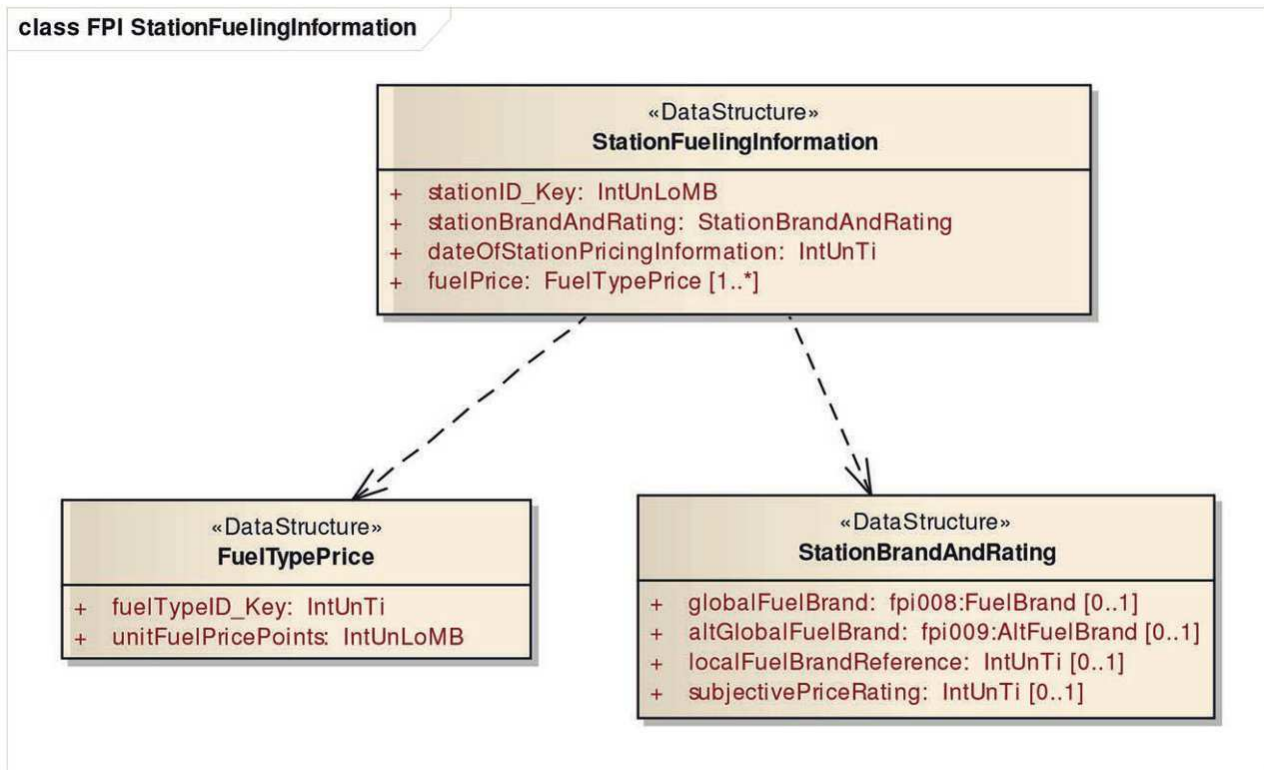 class FPI StationFuelingInformation
«DataStructure»
StationFuelingInformation
+ stationID_Key: IntUnLoMB
+ stationBrandAndRating: StationBrandAndRating
+ dateOfStationPricingInformation: IntUnTi
+ fuelPrice: FuelTypePrice [1..*]
«DataStructure»
FuelTypePrice
+ fuelTypeID_Key: IntUnTi
+ unitFuelPricePoints: IntUnLoMB
«DataStructure»
StationBrandAndRating
+ globalFuelBrand: fpi008:FuelBrand [0..1]
+ altGlobalFuelBrand: fpi009:AltFuelBrand [0..1]
+ localFuelBrandReference: IntUnTi [0..1]
+ subjectivePriceRating: IntUnTi [0..1]